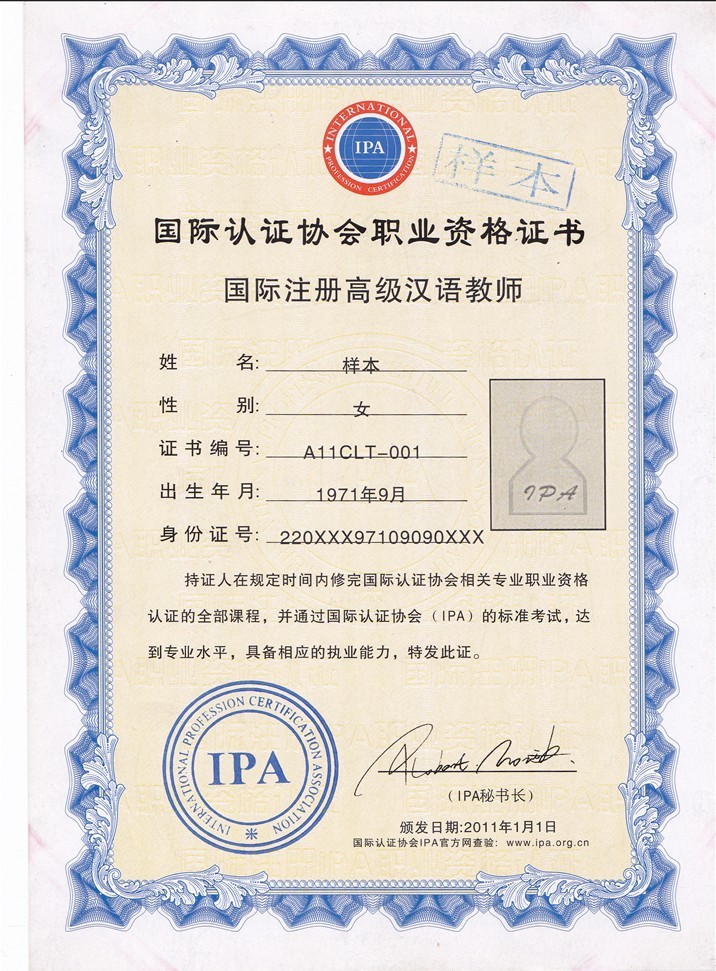 INTERNATIONAL
IPA
PROFESSION CERTIFICATION
样本
国际认证协会职业资格证书
国际注册高级汉语教师
姓 名: 样本
性 别: 女
证书编号: A11CLT-001
出生年月: 1971年9月
身份证号: 220XXX97109090XXX
IPA
持证人在规定时间内修完国际认证协会相关专业职业资格
认证的全部课程，并通过国际认证协会（IPA）的标准考试，达
到专业水平，具备相应的执业能力，特发此证。
INTERNATIONAL PROFESSION CERTIFICATION ASSOCIATION
IPA
（IPA秘书长）
颁发日期:2011年1月1日
国际认证协会IPA官方网查验: www.ipa.org.cn